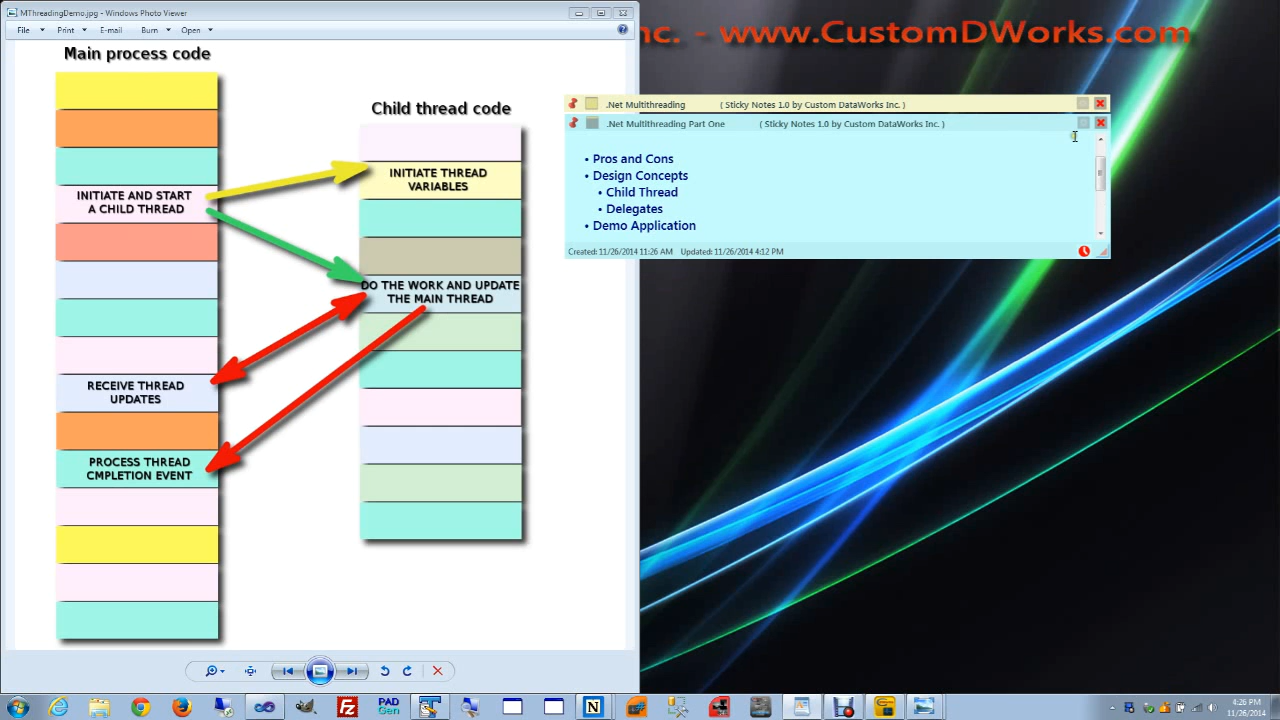 MThreadingDemo.jpg - Windows Photo Viewer
File Print E-mail Burn Open
Main process code
INITIATE AND START
A CHILD THREAD
RECEIVE THREAD
UPDATES
PROCESS THREAD
CMPLETION EVENT
Child thread code
INITIATE THREAD
VARIABLES
DO THE WORK AND UPDATE
THE MAIN THREAD
nc. - www.CustomDWorks.com
.Net Multithreading ( Sticky Notes 1.0 by Custom DataWorks Inc. )
.Net Multithreading Part One ( Sticky Notes 1.0 by Custom DataWorks Inc. )
• Pros and Cons
• Design Concepts
• Child Thread
• Delegates
• Demo Application
Created: 11/26/2014 11:26 AM Updated: 11/26/2014 4:12 PM
PAD
Gen
4:26 PM
11/26/2014